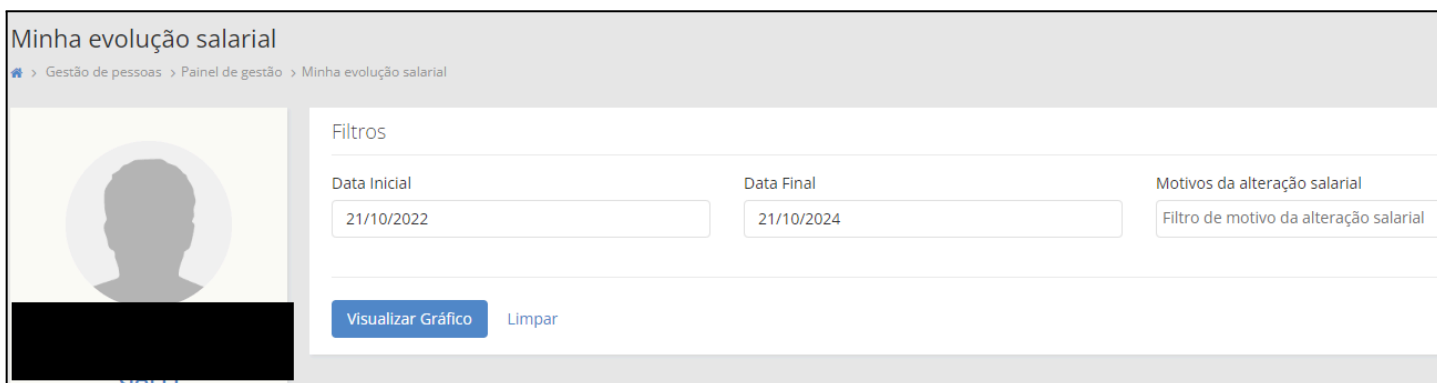 Minha evolução salarial
> Gestão de pessoas > Painel de gestão > Minha evolução salarial
Filtros
Data Inicial
Data Final
Motivos da alteração salarial
21/10/2022
21/10/2024
Filtro de motivo da alteração salarial
Visualizar Gráfico
Limpar